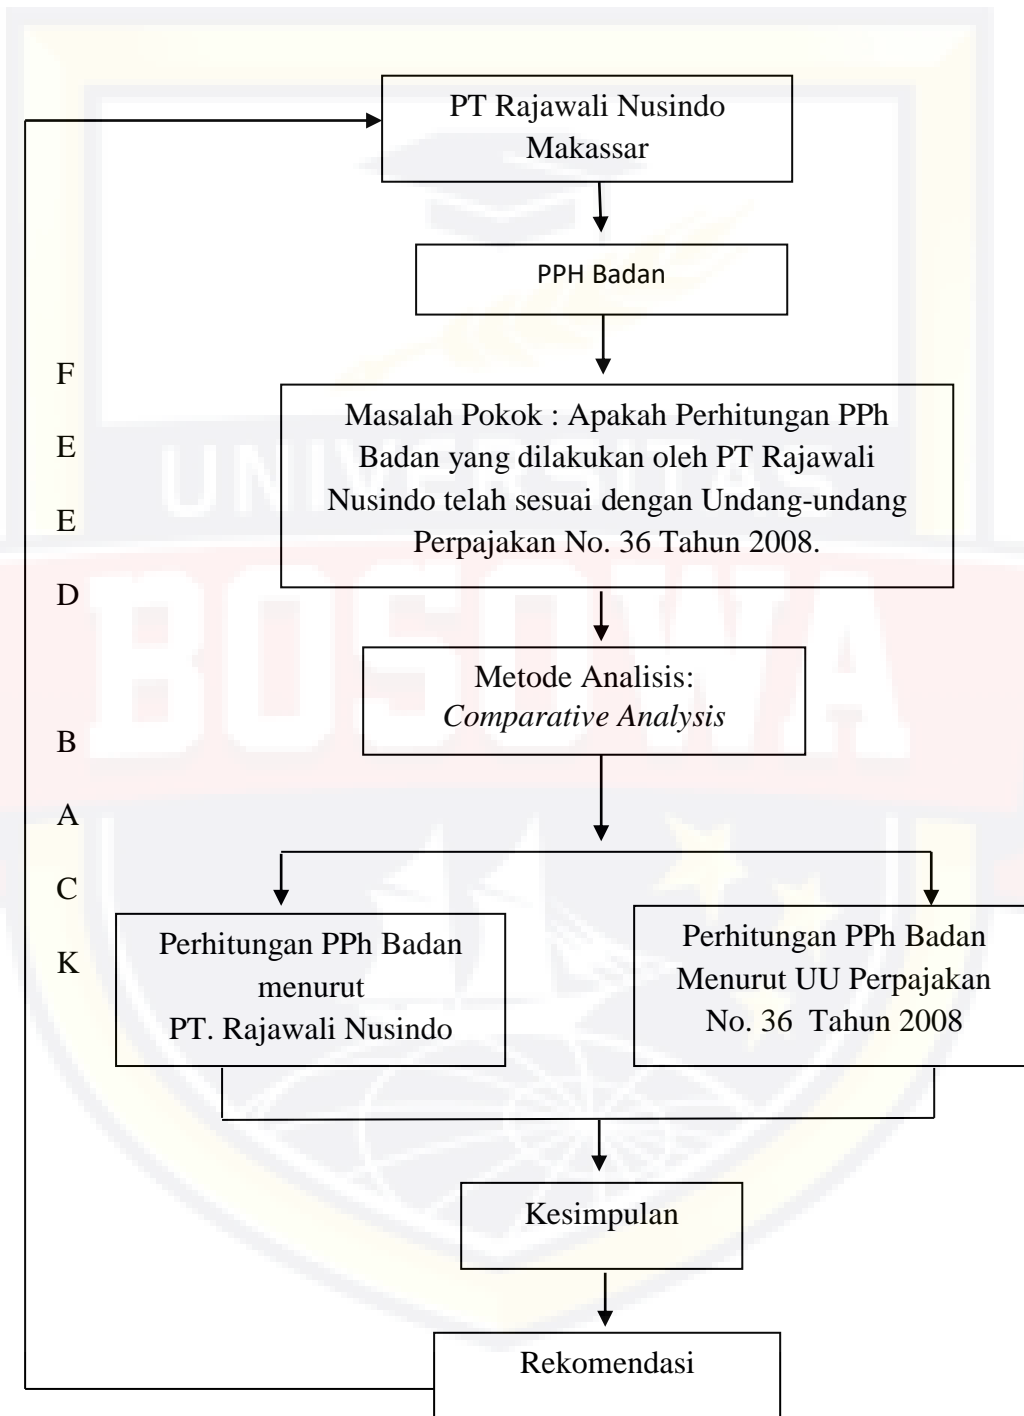 PT Rajawali Nusindo
Makassar
PPH Badan
Masalah Pokok : Apakah Perhitungan PPh
Badan yang dilakukan oleh PT Rajawali
Nusindo telah sesuai dengan Undang-undang
Perpajakan No. 36 Tahun 2008.
Metode Analisis:
Comparative Analysis
Perhitungan PPh Badan
menurut
PT. Rajawali Nusindo
Perhitungan PPh Badan
Menurut UU Perpajakan
No. 36 Tahun 2008
Kesimpulan
Rekomendasi
F
E
E
D
B
A
C
K
UNIVERSITAS
BOSOWA